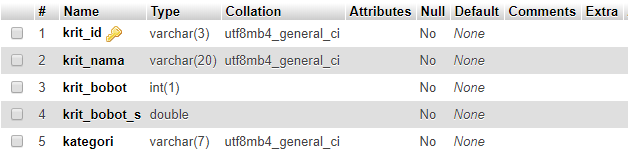 # Name Type Collation Attributes Null Default Comments Extra
1 krit_id varchar(3) utf8mb4_general_ci No None
2 krit_nama varchar(20) utf8mb4_general_ci No None
3 krit_bobot int(1) No None
4 krit_bobot_s double No None
5 kategori varchar(7) utf8mb4_general_ci No None